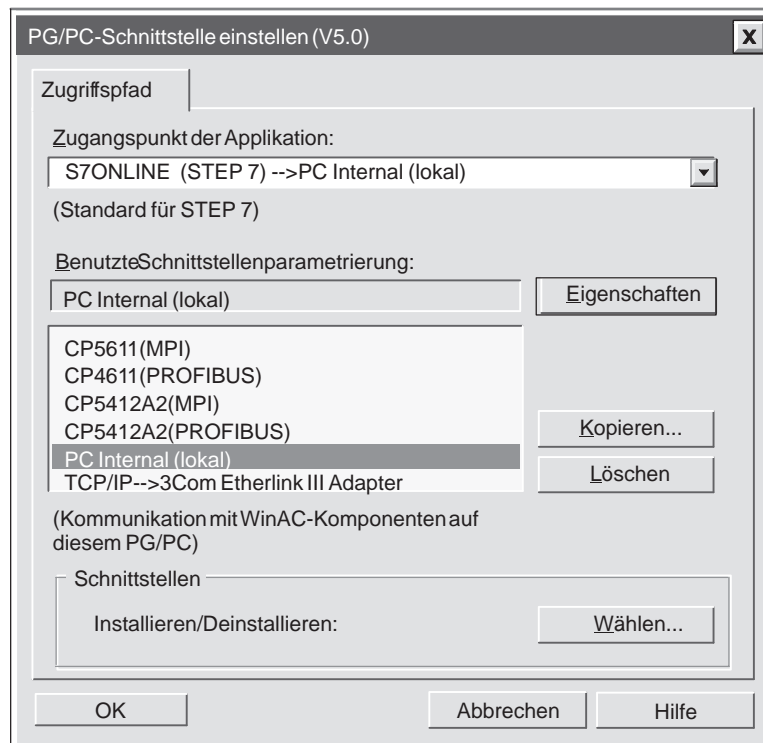 PG/PC-Schnittstelle einstellen (V5.0)
X
Zugriffspfad
Zugangspunkt der Applikation:
S7ONLINE (STEP 7) -->PC Internal (lokal)
(Standard für STEP 7)
BenutzteSchnittstellenparametrierung:
PC Internal (lokal)
Eigenschaften
CP5611(MPI)
CP4611(PROFIBUS)
CP5412A2(MPI)
CP5412A2(PROFIBUS)
PC Internal (lokal)
TCP/IP-->3Com Etherlink III Adapter
Kopieren...
Löschen
(Kommunikation mit WinAC-Komponenten auf
diesem PG/PC)
Schnittstellen
Installieren/Deinstallieren:
Wählen...
OK
Abbrechen
Hilfe